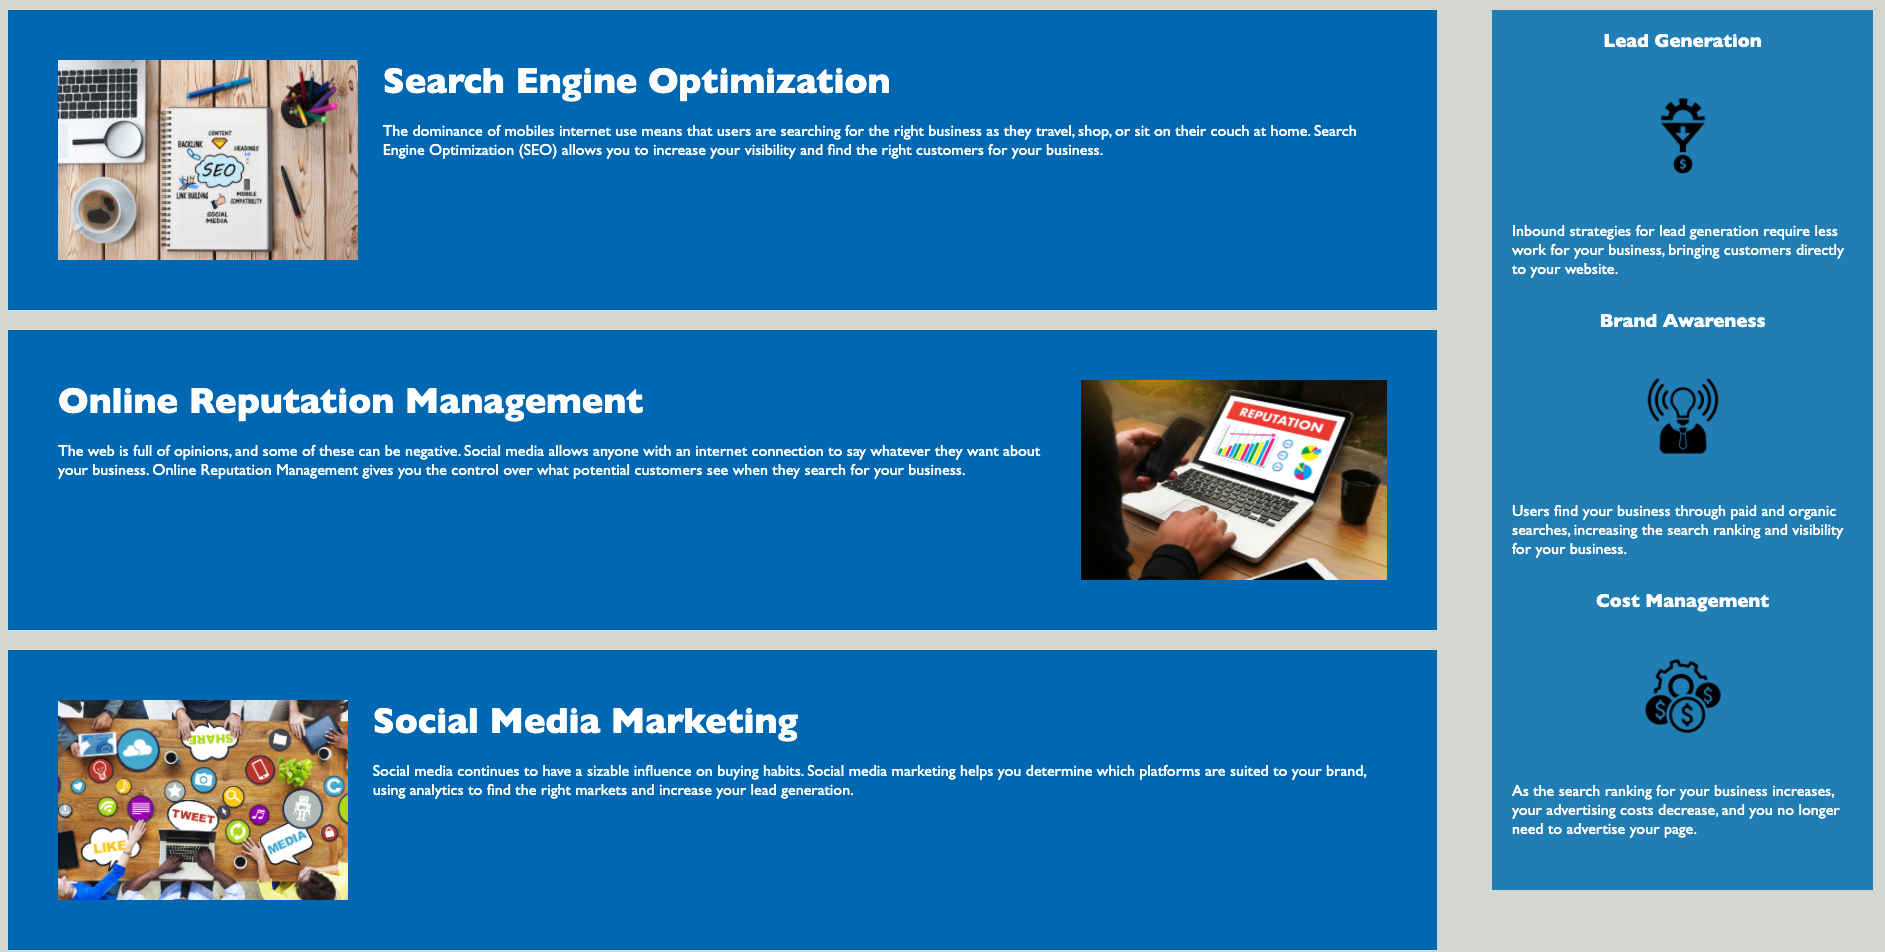 Search Engine Optimization
The dominance of mobiles internet use means that users are searching for the right business as they travel, shop, or sit on their couch at home. Search
Engine Optimization (SEO) allows you to increase your visibility and find the right customers for your business.
CONTENT
BACKLINK
HEADINGS
SEO
LINK BUILDING
MOBILE
COMPATIBILITY
SOCIAL
MEDIA
Online Reputation Management
The web is full of opinions, and some of these can be negative. Social media allows anyone with an internet connection to say whatever they want about
your business. Online Reputation Management gives you the control over what potential customers see when they search for your business.
REPUTATION
Social Media Marketing
Social media continues to have a sizable influence on buying habits. Social media marketing helps you determine which platforms are suited to your brand,
using analytics to find the right markets and increase your lead generation.
SHARE
TWEET
LIKE
MEDIA
Lead Generation
$
Inbound strategies for lead generation require less
work for your business, bringing customers directly
to your website.
Brand Awareness
Users find your business through paid and organic
searches, increasing the search ranking and visibility
for your business.
Cost Management
$
$ $
As the search ranking for your business increases,
your advertising costs decrease, and you no longer
need to advertise your page.